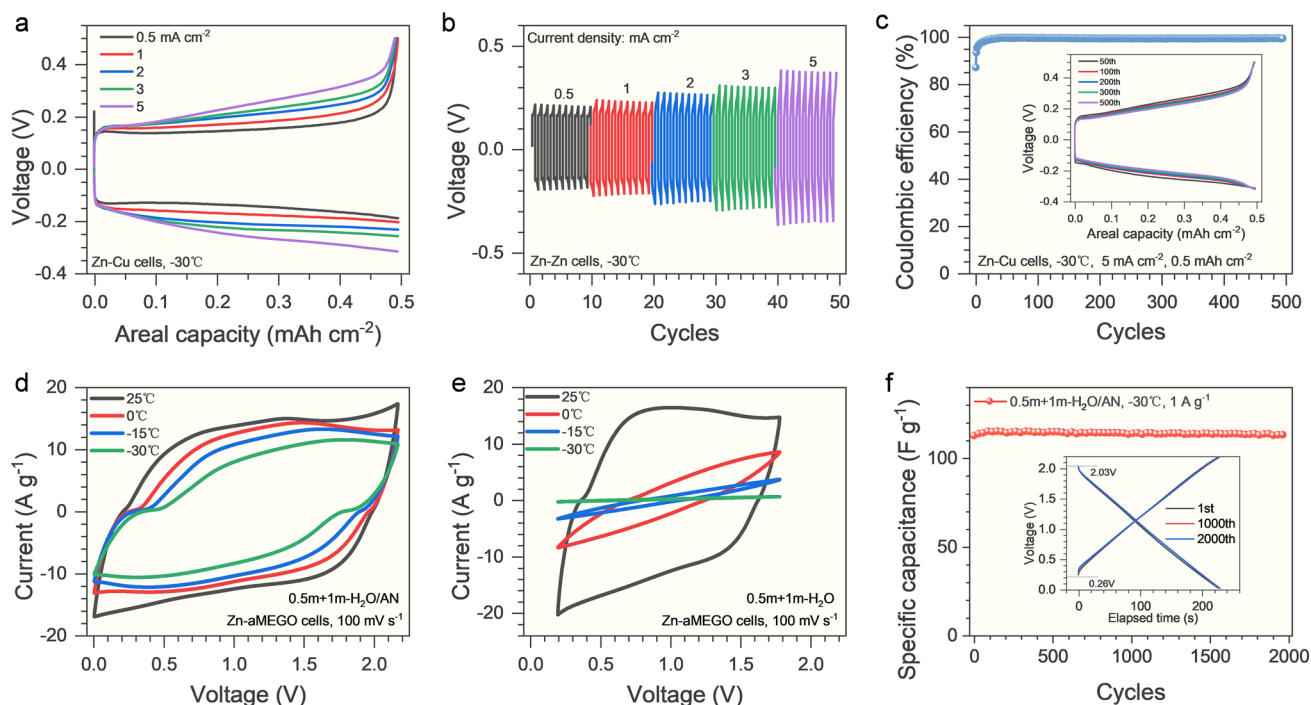 a
0.5 mA cm-2
1
2
3
5
0.4
0.2
0.0
-0.2
-0.4
Voltage (V)
Zn-Cu cells, -30℃
0.0 0.1 0.2 0.3 0.4 0.5
Areal capacity (mAh cm-2)
b
Current density: mA cm-2
0.5 1 2 3 5
0.5
0.0
-0.5
Voltage (V)
Zn-Zn cells, -30℃
0 10 20 30 40 50
Cycles
c
100
80
60
40
20
0
Coulombic efficiency (%)
50th
100th
200th
300th
500th
0.4
0.2
0.0
-0.2
-0.4
Voltage (V)
0.0 0.1 0.2 0.3 0.4 0.5
Areal capacity (mAh cm-2)
Zn-Cu cells, -30℃, 5 mA cm-2, 0.5 mAh cm-2
0 100 200 300 400 500
Cycles
d
25℃
0℃
-15℃
-30℃
20
10
0
-10
-20
Current (A g-1)
0.5m+1m-H2O/AN
Zn-aMEGO cells, 100 mV s-1
0.0 0.5 1.0 1.5 2.0
Voltage (V)
e
25℃
0℃
-15℃
-30℃
20
10
0
-10
-20
Current (A g-1)
0.5m+1m-H2O
Zn-aMEGO cells, 100 mV s-1
0.0 0.5 1.0 1.5 2.0
Voltage (V)
f
0.5m+1m-H2O/AN, -30℃, 1 A g-1
140
105
70
35
0
Specific capacitance (F g-1)
2.0
1.5
1.0
0.5
0.0
Voltage (V)
2.03V
1st
1000th
2000th
0.26V
0 100 200
Elapsed time (s)
0 500 1000 1500 2000
Cycles